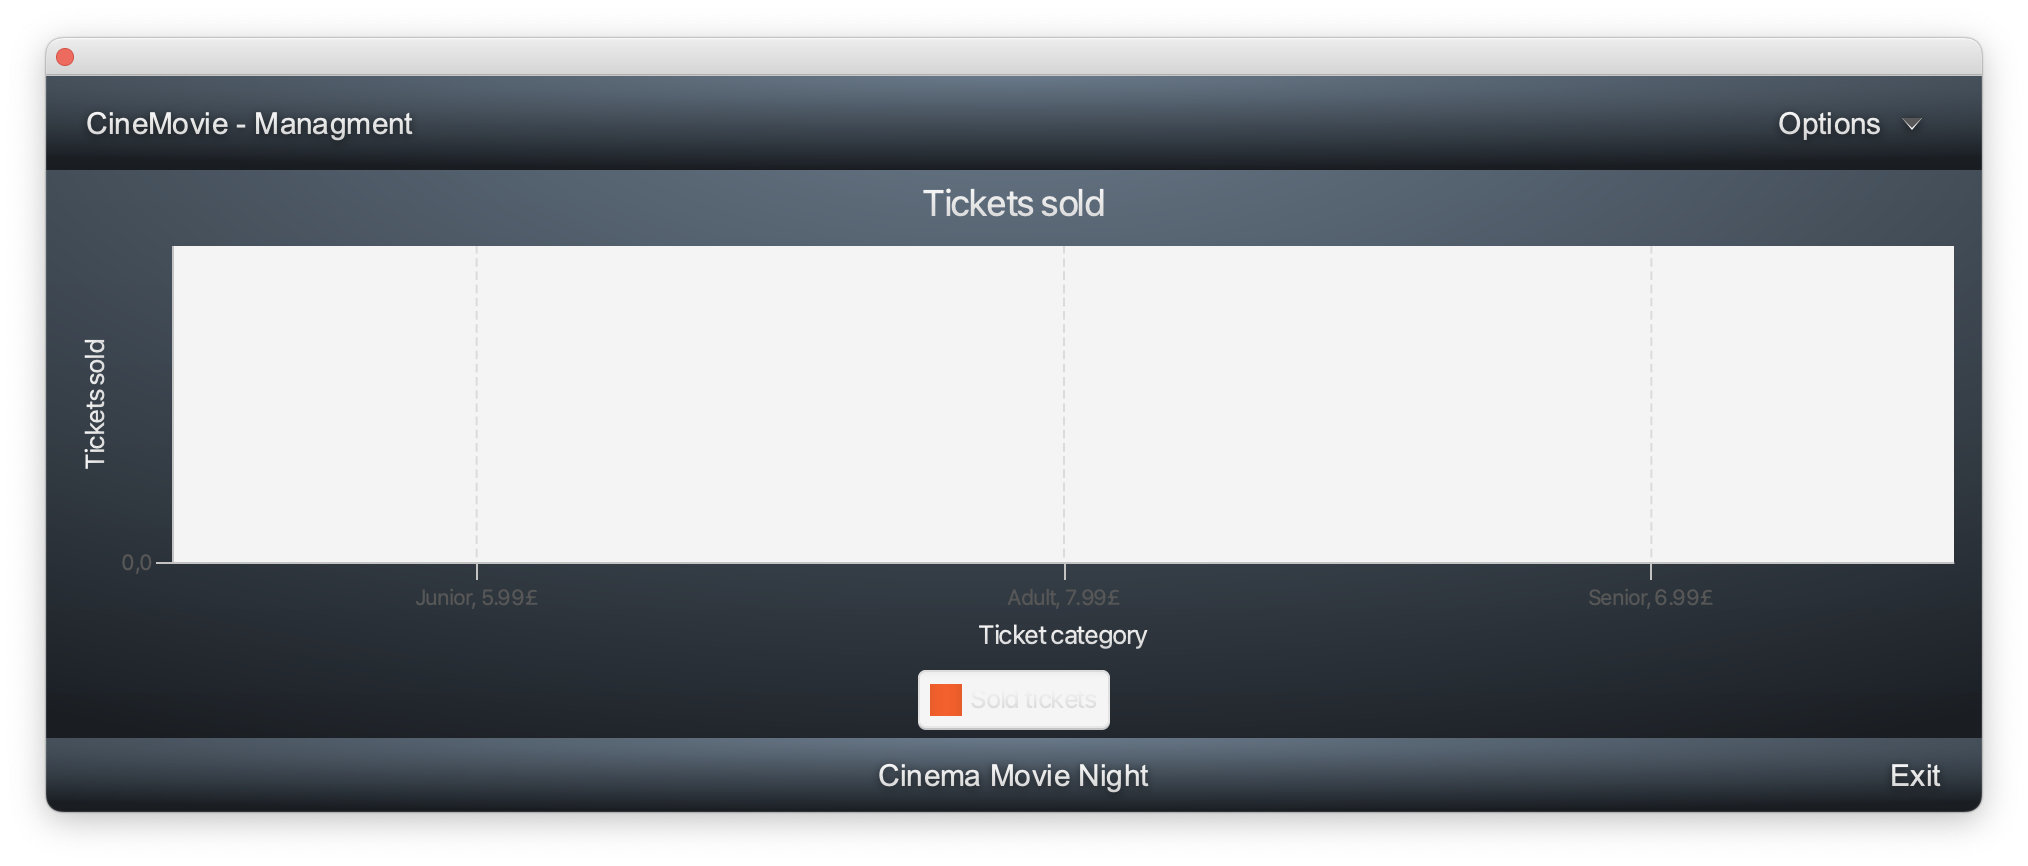 CineMovie - Managment
Options
Tickets sold
Tickets sold
0,0
Junior, 5.99£
Adult, 7.99£
Senior, 6.99£
Ticket category
Sold tickets
Cinema Movie Night
Exit